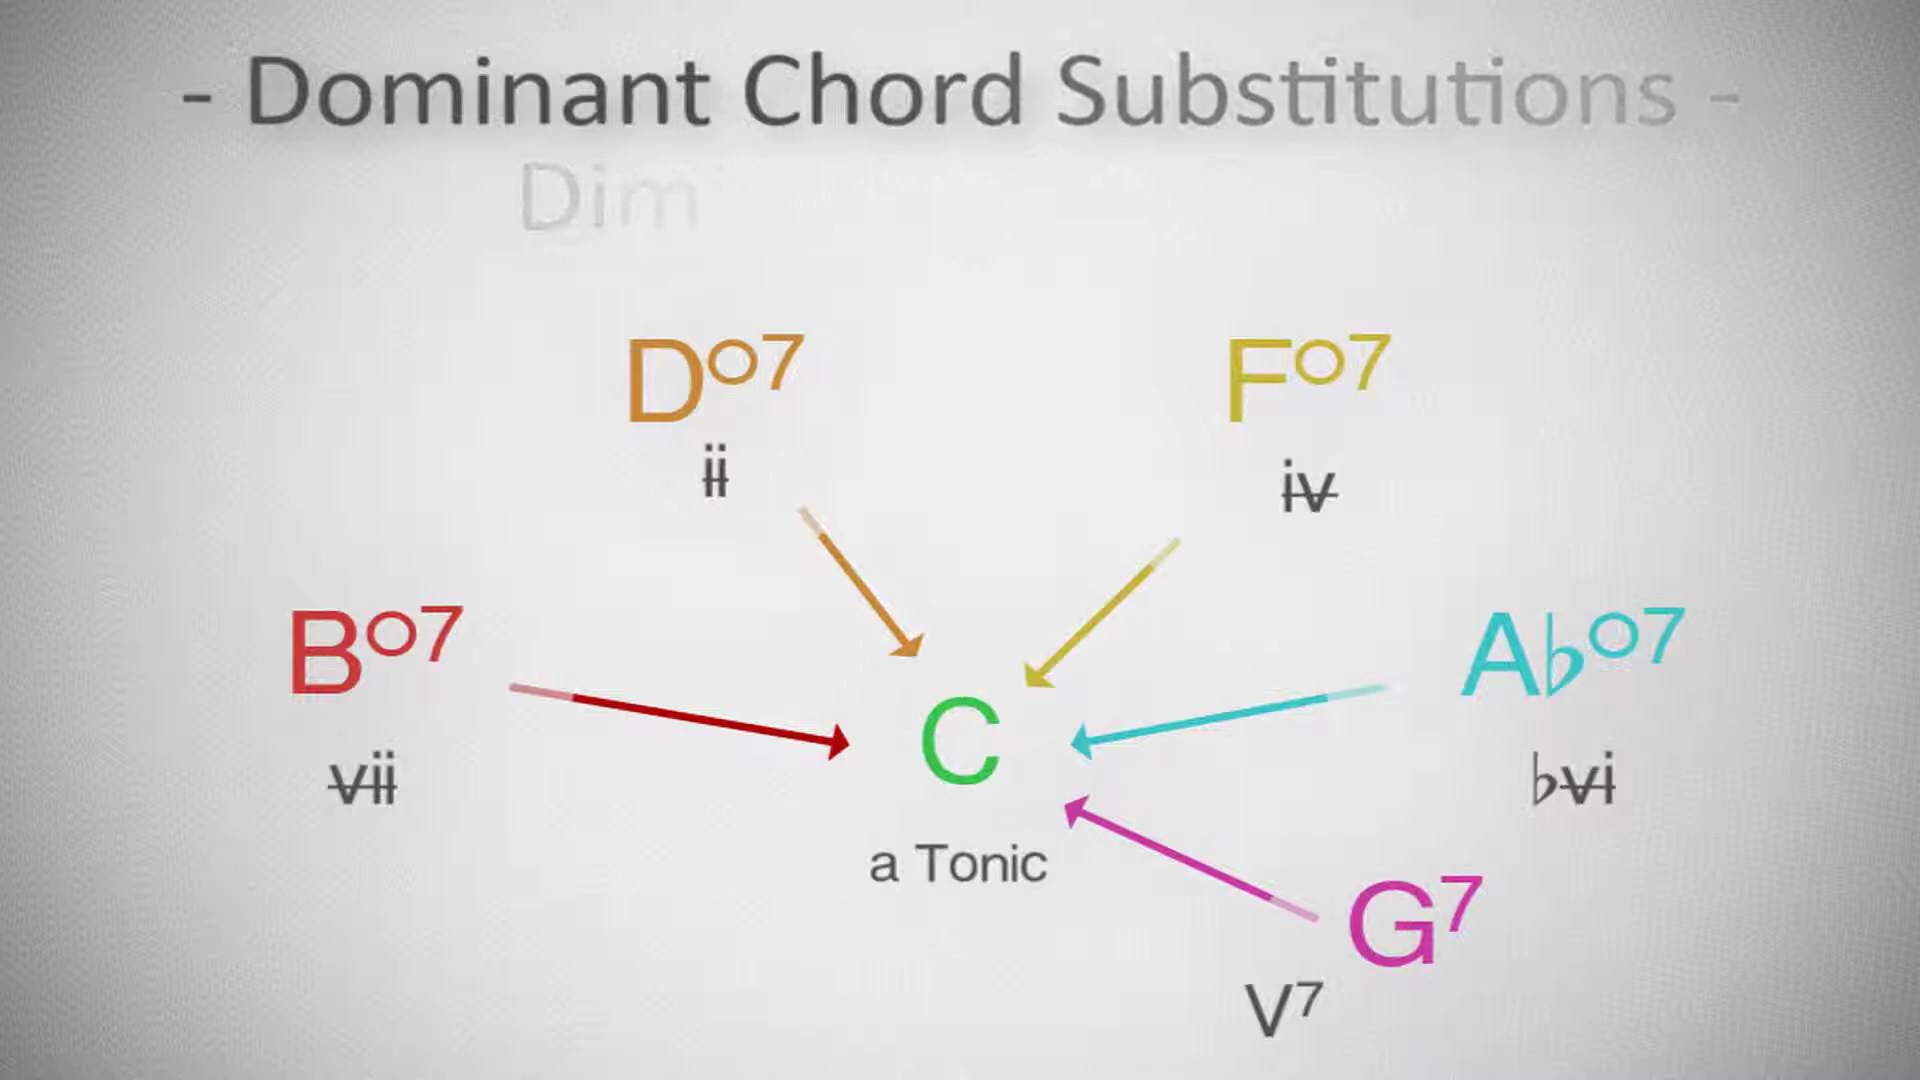 - Dominant Chord Substitutions -
Dim
D°7
ii
F°7
iv
B°7
vii
A♭°7
♭vi
C
a Tonic
G7
V7